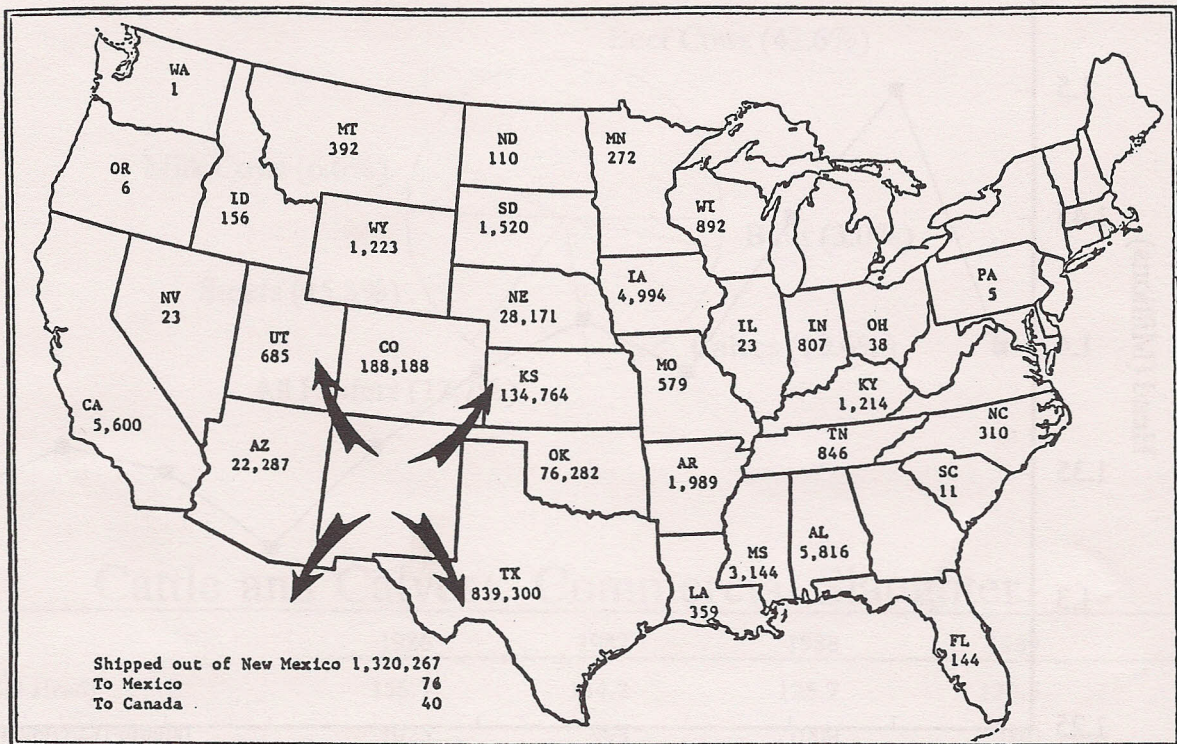 WA
1
MT
392
ND
110
MN
272
OR
6
ID
156
SD
1,520
WI
892
WY
1,223
IA
4,994
PA
5
NV
23
NE
28,171
UT
685
CO
188,188
IL
23
IN
807
OH
38
KS
134,764
MO
579
KY
1,214
CA
5,600
NC
310
AZ
22,287
TN
846
OK
76,282
AR
1,989
SC
11
MS
3,144
AL
5,816
TX
839,300
LA
359
FL
144
Shipped out of New Mexico 1,320,267
To Mexico 76
To Canada 40